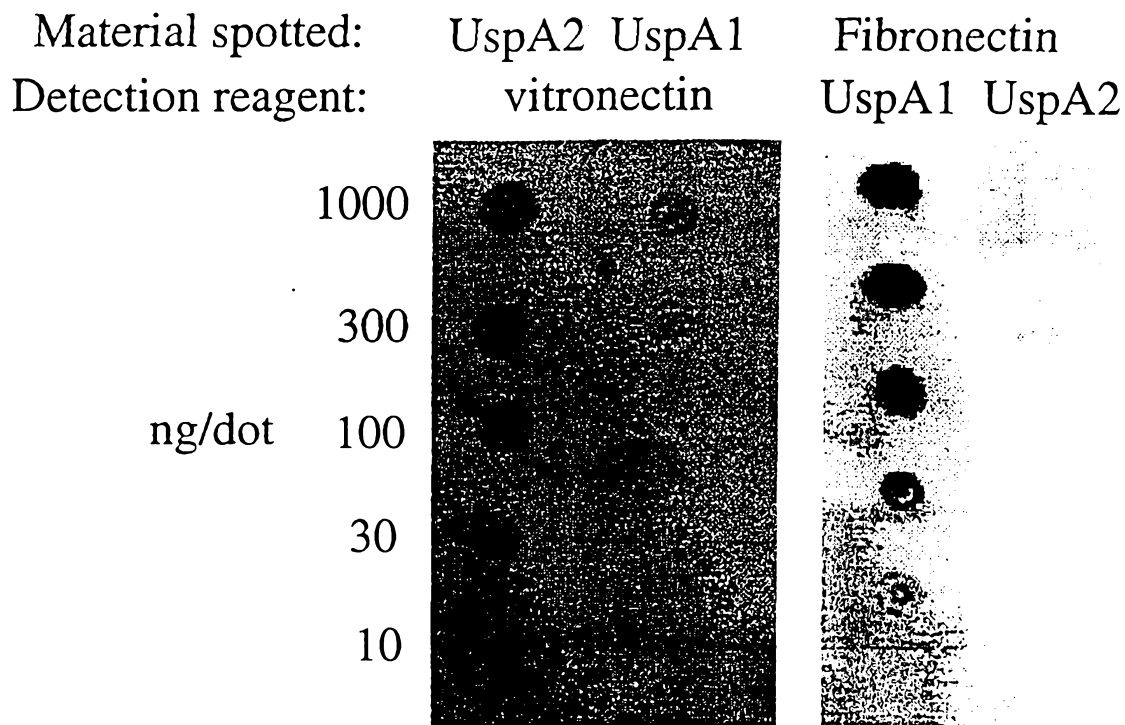 Material spotted: UspA2 UspA1 Fibronectin
Detection reagent: vitronectin UspA1 UspA2
1000
300
ng/dot 100
30
10